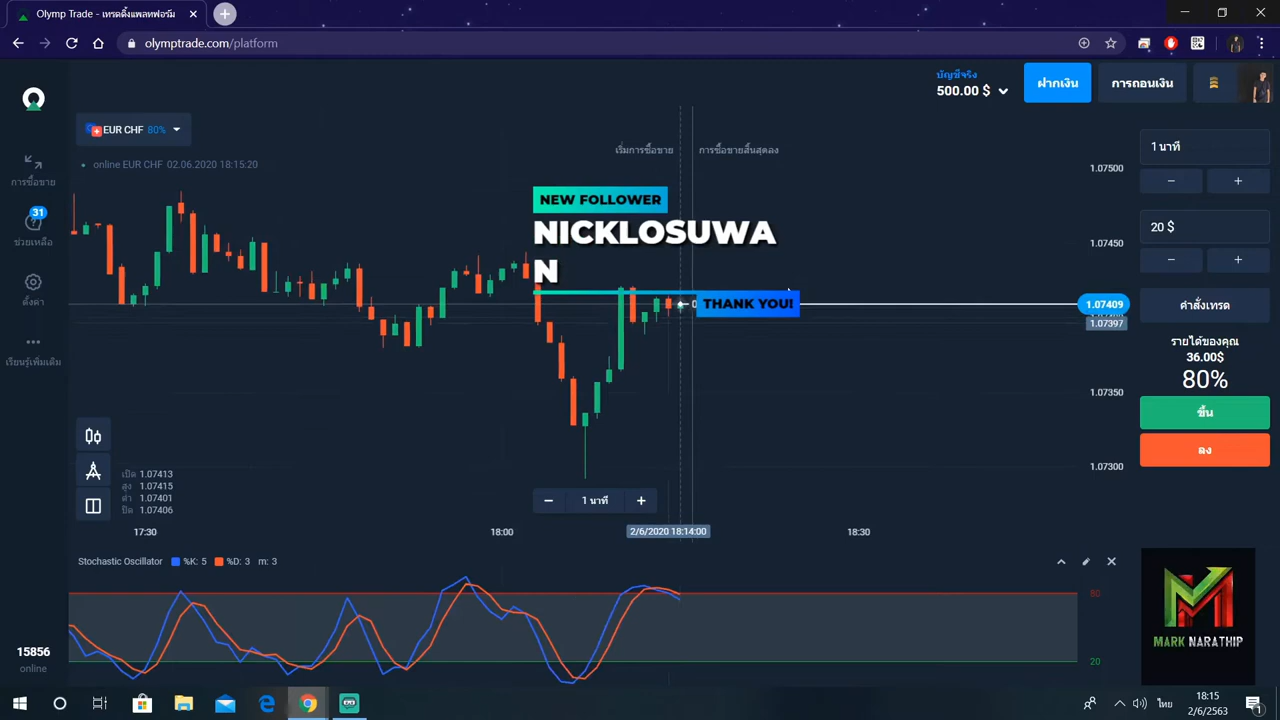 Olymp Trade - เทรดดิ้งแพลทฟอร์ม
olymptrade.com/platform
บัญชีจริง
500.00 $
ฝากเงิน
การถอนเงิน
EUR CHF 80%
online EUR CHF 02.06.2020 18:15:20
เริ่มการซื้อขาย
การซื้อขายสิ้นสุดลง
NEW FOLLOWER
NICKLOSUWA
N
THANK YOU!
การซื้อขาย
31
ช่วยเหลือ
ตั้งค่า
เรียนรู้เพิ่มเติม
1.07500
1.07450
1.07409
1.07397
1.07350
1.07300
1 นาที
− +
20 $
− +
คำสั่งเทรด
รายได้ของคุณ
36.00$
80%
ขึ้น
ลง
เปิด 1.07413
สูง 1.07415
ต่ำ 1.07401
ปิด 1.07406
− 1 นาที +
17:30 18:00 2/6/2020 18:14:00 18:30
Stochastic Oscillator %K: 5 %D: 3 m: 3
80
20
MARK NARATHIP
15856
online
ไทย
18:15
2/6/2563
1